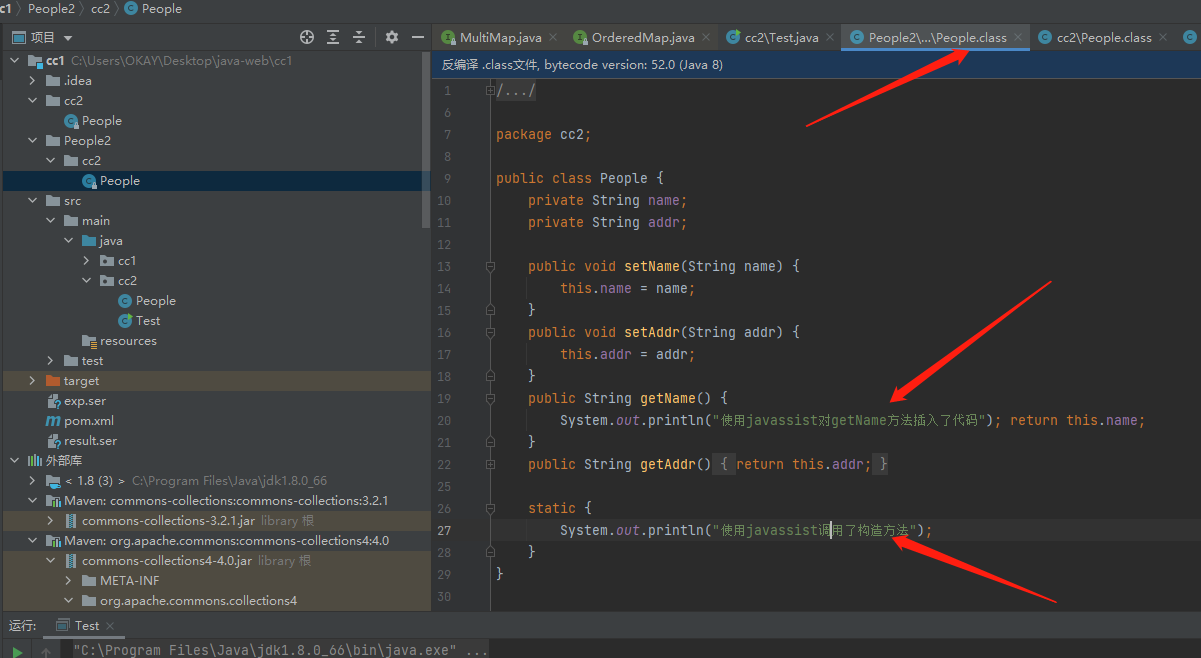 c1 People2 cc2 People
项目
MultiMap.java OrderedMap.java cc2\Test.java People2\...\People.class cc2\People.class
反编译 .class文件, bytecode version: 52.0 (Java 8)
cc1 C:\Users\OKAY\Desktop\java-web\cc1
.idea
cc2
People
People2
cc2
People
src
main
java
cc1
cc2
People
Test
resources
test
target
exp.ser
pom.xml
result.ser
外部库
< 1.8 (3) > C:\Program Files\Java\jdk1.8.0_66
Maven: commons-collections:commons-collections:3.2.1
commons-collections-3.2.1.jar library 根
Maven: org.apache.commons:commons-collections4:4.0
commons-collections4-4.0.jar library 根
META-INF
org.apache.commons.collections4
1 /.../
6
7 package cc2;
8
9 public class People {
10 private String name;
11 private String addr;
12
13 public void setName(String name) {
14 this.name = name;
15 }
16 public void setAddr(String addr) {
17 this.addr = addr;
18 }
19 public String getName() {
20 System.out.println("使用javassist对getName方法插入了代码"); return this.name;
21 }
22 public String getAddr() { return this.addr; }
25
26 static {
27 System.out.println("使用javassist调用了构造方法");
28 }
29 }
30
运行: Test
"C:\Program Files\Java\jdk1.8.0_66\bin\java.exe" ...